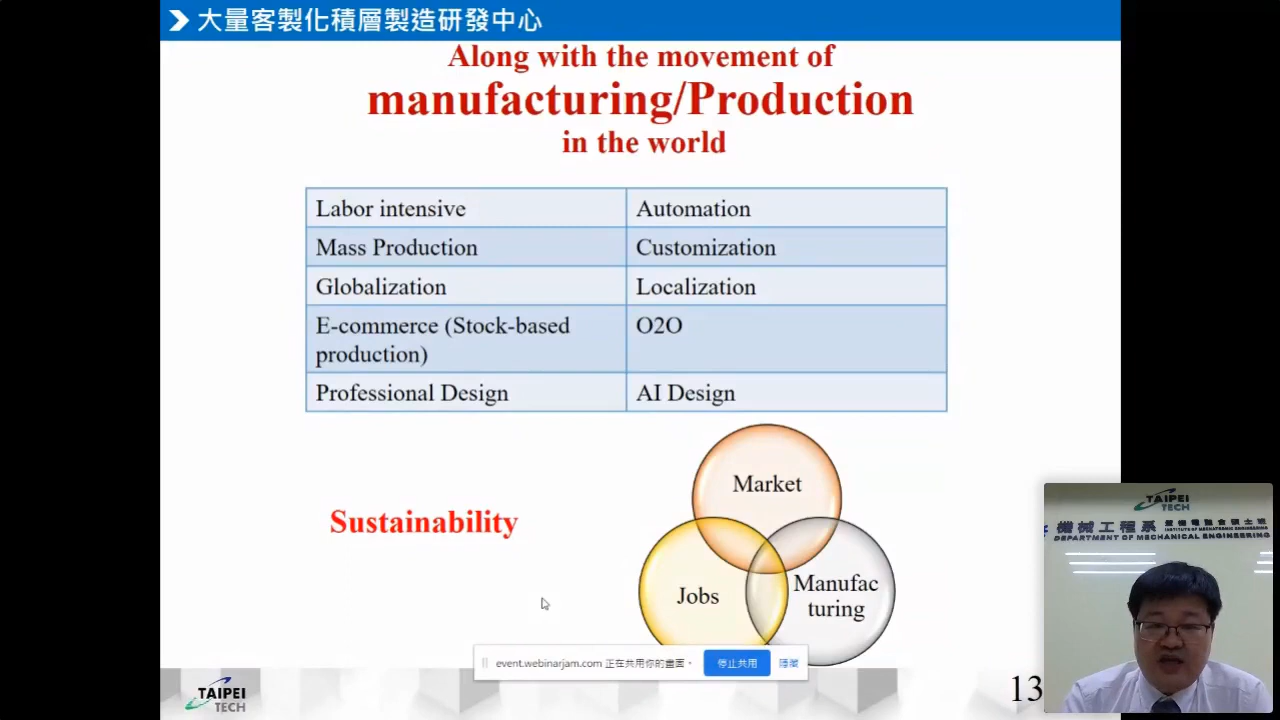 大量客製化積層製造研發中心
Along with the movement of
manufacturing/Production
in the world
Labor intensive
Automation
Mass Production
Customization
Globalization
Localization
E-commerce (Stock-based
production)
O2O
Professional Design
AI Design
Market
Sustainability
Jobs
Manufac
turing
event.webinarjam.com 正在共用你的畫面。
停止共用
隱藏
TAIPEI
TECH
13
TAIPEI
TECH
機械工程系
INSTITUTE OF MECHATRONIC ENGINEERING
DEPARTMENT OF MECHANICAL ENGINEERING